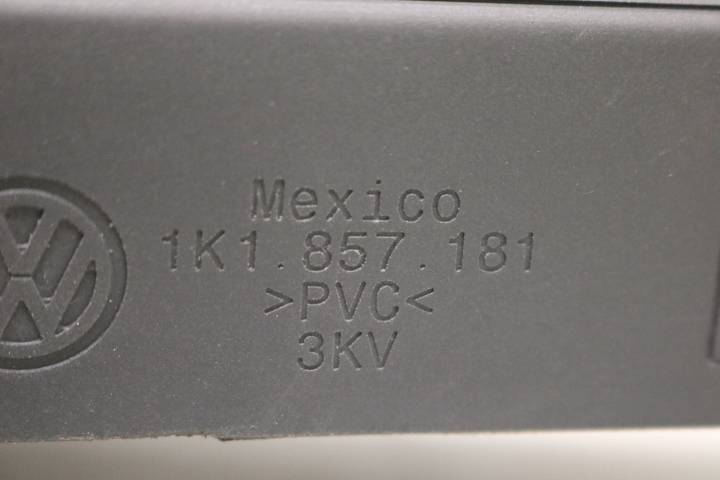 Mexico
1K1.857.181
>PVC<
3KV